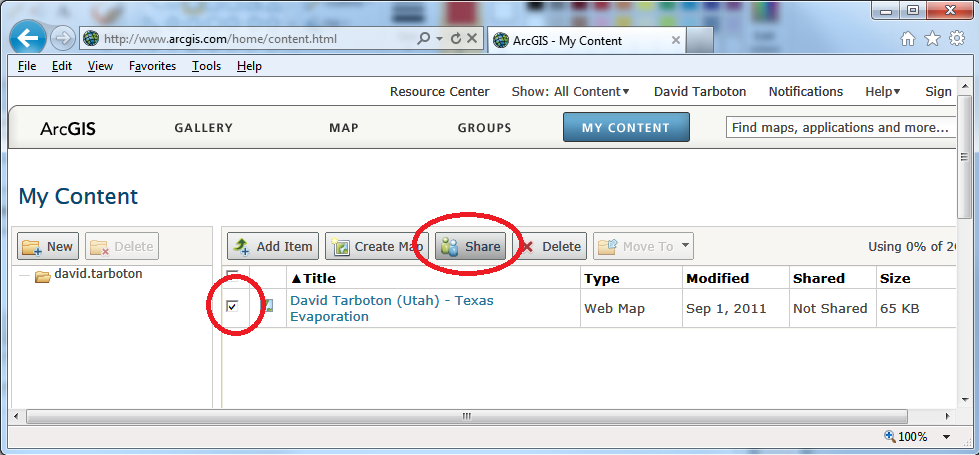 http://www.arcgis.com/home/content.html
ArcGIS - My Content
File Edit View Favorites Tools Help
Resource Center Show: All Content David Tarboton Notifications Help Sign
ArcGIS GALLERY MAP GROUPS MY CONTENT Find maps, applications and more...
My Content
New Delete Add Item Create Map Share Delete Move To Using 0% of 20
david.tarboton
▲Title Type Modified Shared Size
David Tarboton (Utah) - Texas
Evaporation
Web Map Sep 1, 2011 Not Shared 65 KB
100%